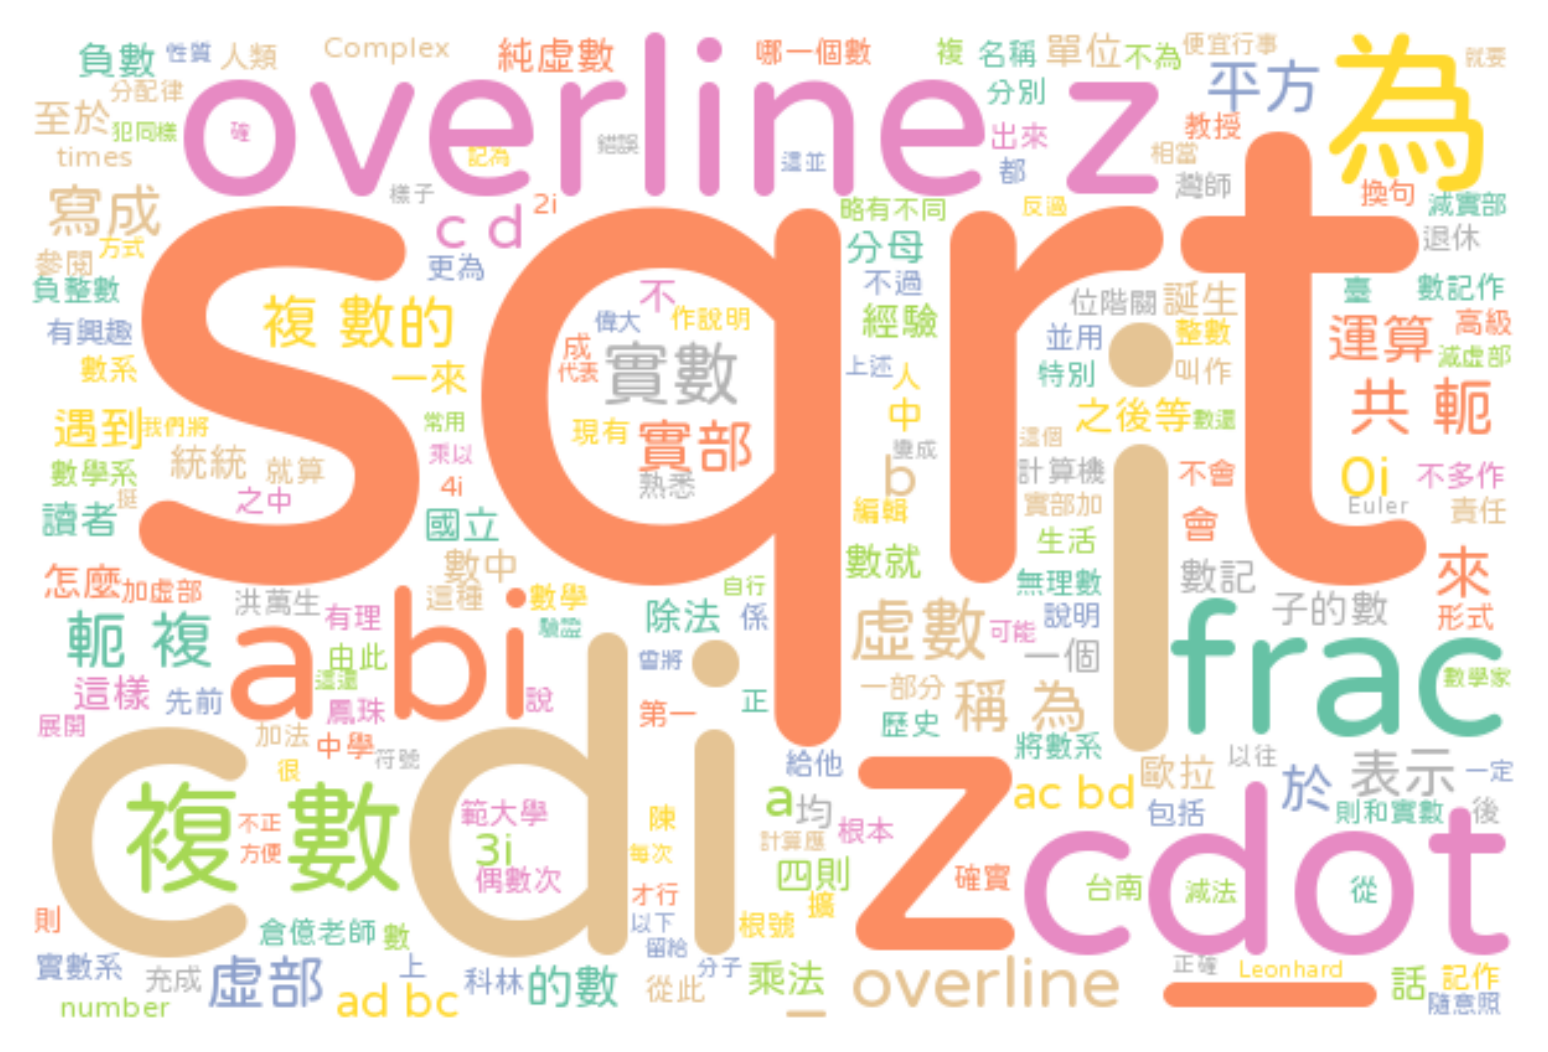 負數 性質 人類 Complex 純虛數 哪一個數 複 名稱 單位 不為 便宜行事 為 就要
至於 分配律 overline z 分別 平方
犯同樣 確 出來 教授
times 記為 錯誤 這並 都 相當
寫成 樣子 c d 2i 略有不同 反過 灣師 換句 減實部
參閱 方式 更為 分母 退休
負整數 sqrt 不 不過 臺 數記作
有興趣 複 數的 偉大 作說明 經驗 位階關 誕生 並用 整數 運算 高級
數系 一來 成 代表 實數 上述 人 特別 叫作 減虛部
遇到 我們將 常用 現有 實部 中 之後等 數還 共 軛
數學系 統統 就算 乘以 變成 這個 計算機 不會 0i 不多作
讀者 挺 之中 4i 熟悉 b 編輯 實部加 會 Euler 責任
國立 生活
怎麼 加虛部 數中 自行 數就 無理數 數記 來
洪萬生 這種 數學 除法 係 虛數 可能 說明 子的數 形式
軛 複 有理 a bi 驗證 i 一個 frac
這樣 先前 由此 這還 曾將 一部分 稱 為 數學家
展開 鳳珠 說 第一 正 歷史
加法 中學 符號 給他 將數系 以往 表示 一定
很 c di z 歐拉 於
複 數 不正 方便 範大學 3i 偶數次 陳 每次 a 均 根本 計算應 ac bd 包括 cdot 則和實數 後
四則 確實 台南 減法 從
則 才行 擴
倉億老師 數 以下 根號
實數系 充成 虛部 上 科林 的數 留給 從此 分子 乘法 overline 正確 Leonhard 話 記作
number ad bc _ _ 隨意照